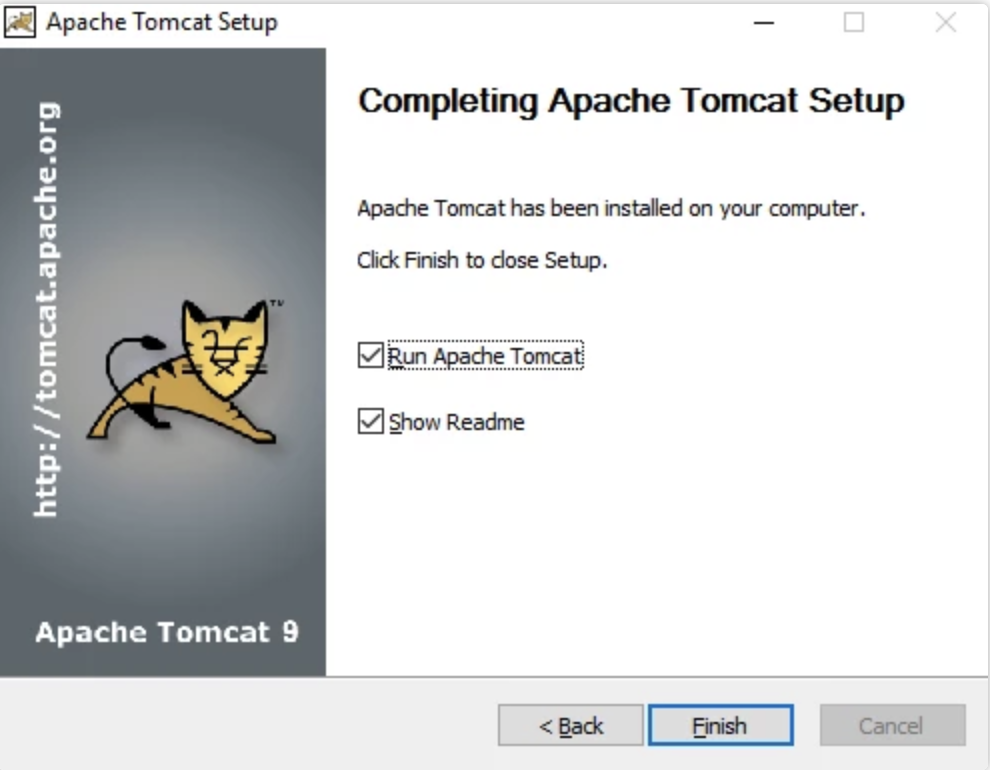 Apache Tomcat Setup
http://tomcat.apache.org
TM
Apache Tomcat 9
Completing Apache Tomcat Setup
Apache Tomcat has been installed on your computer.
Click Finish to close Setup.
Run Apache Tomcat
Show Readme
< Back
Finish
Cancel